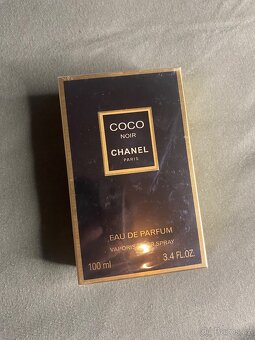 COCO
NOIR
CHANEL
PARIS
EAU DE PARFUM
SPRAY
100 ml
3.4 FL.OZ.